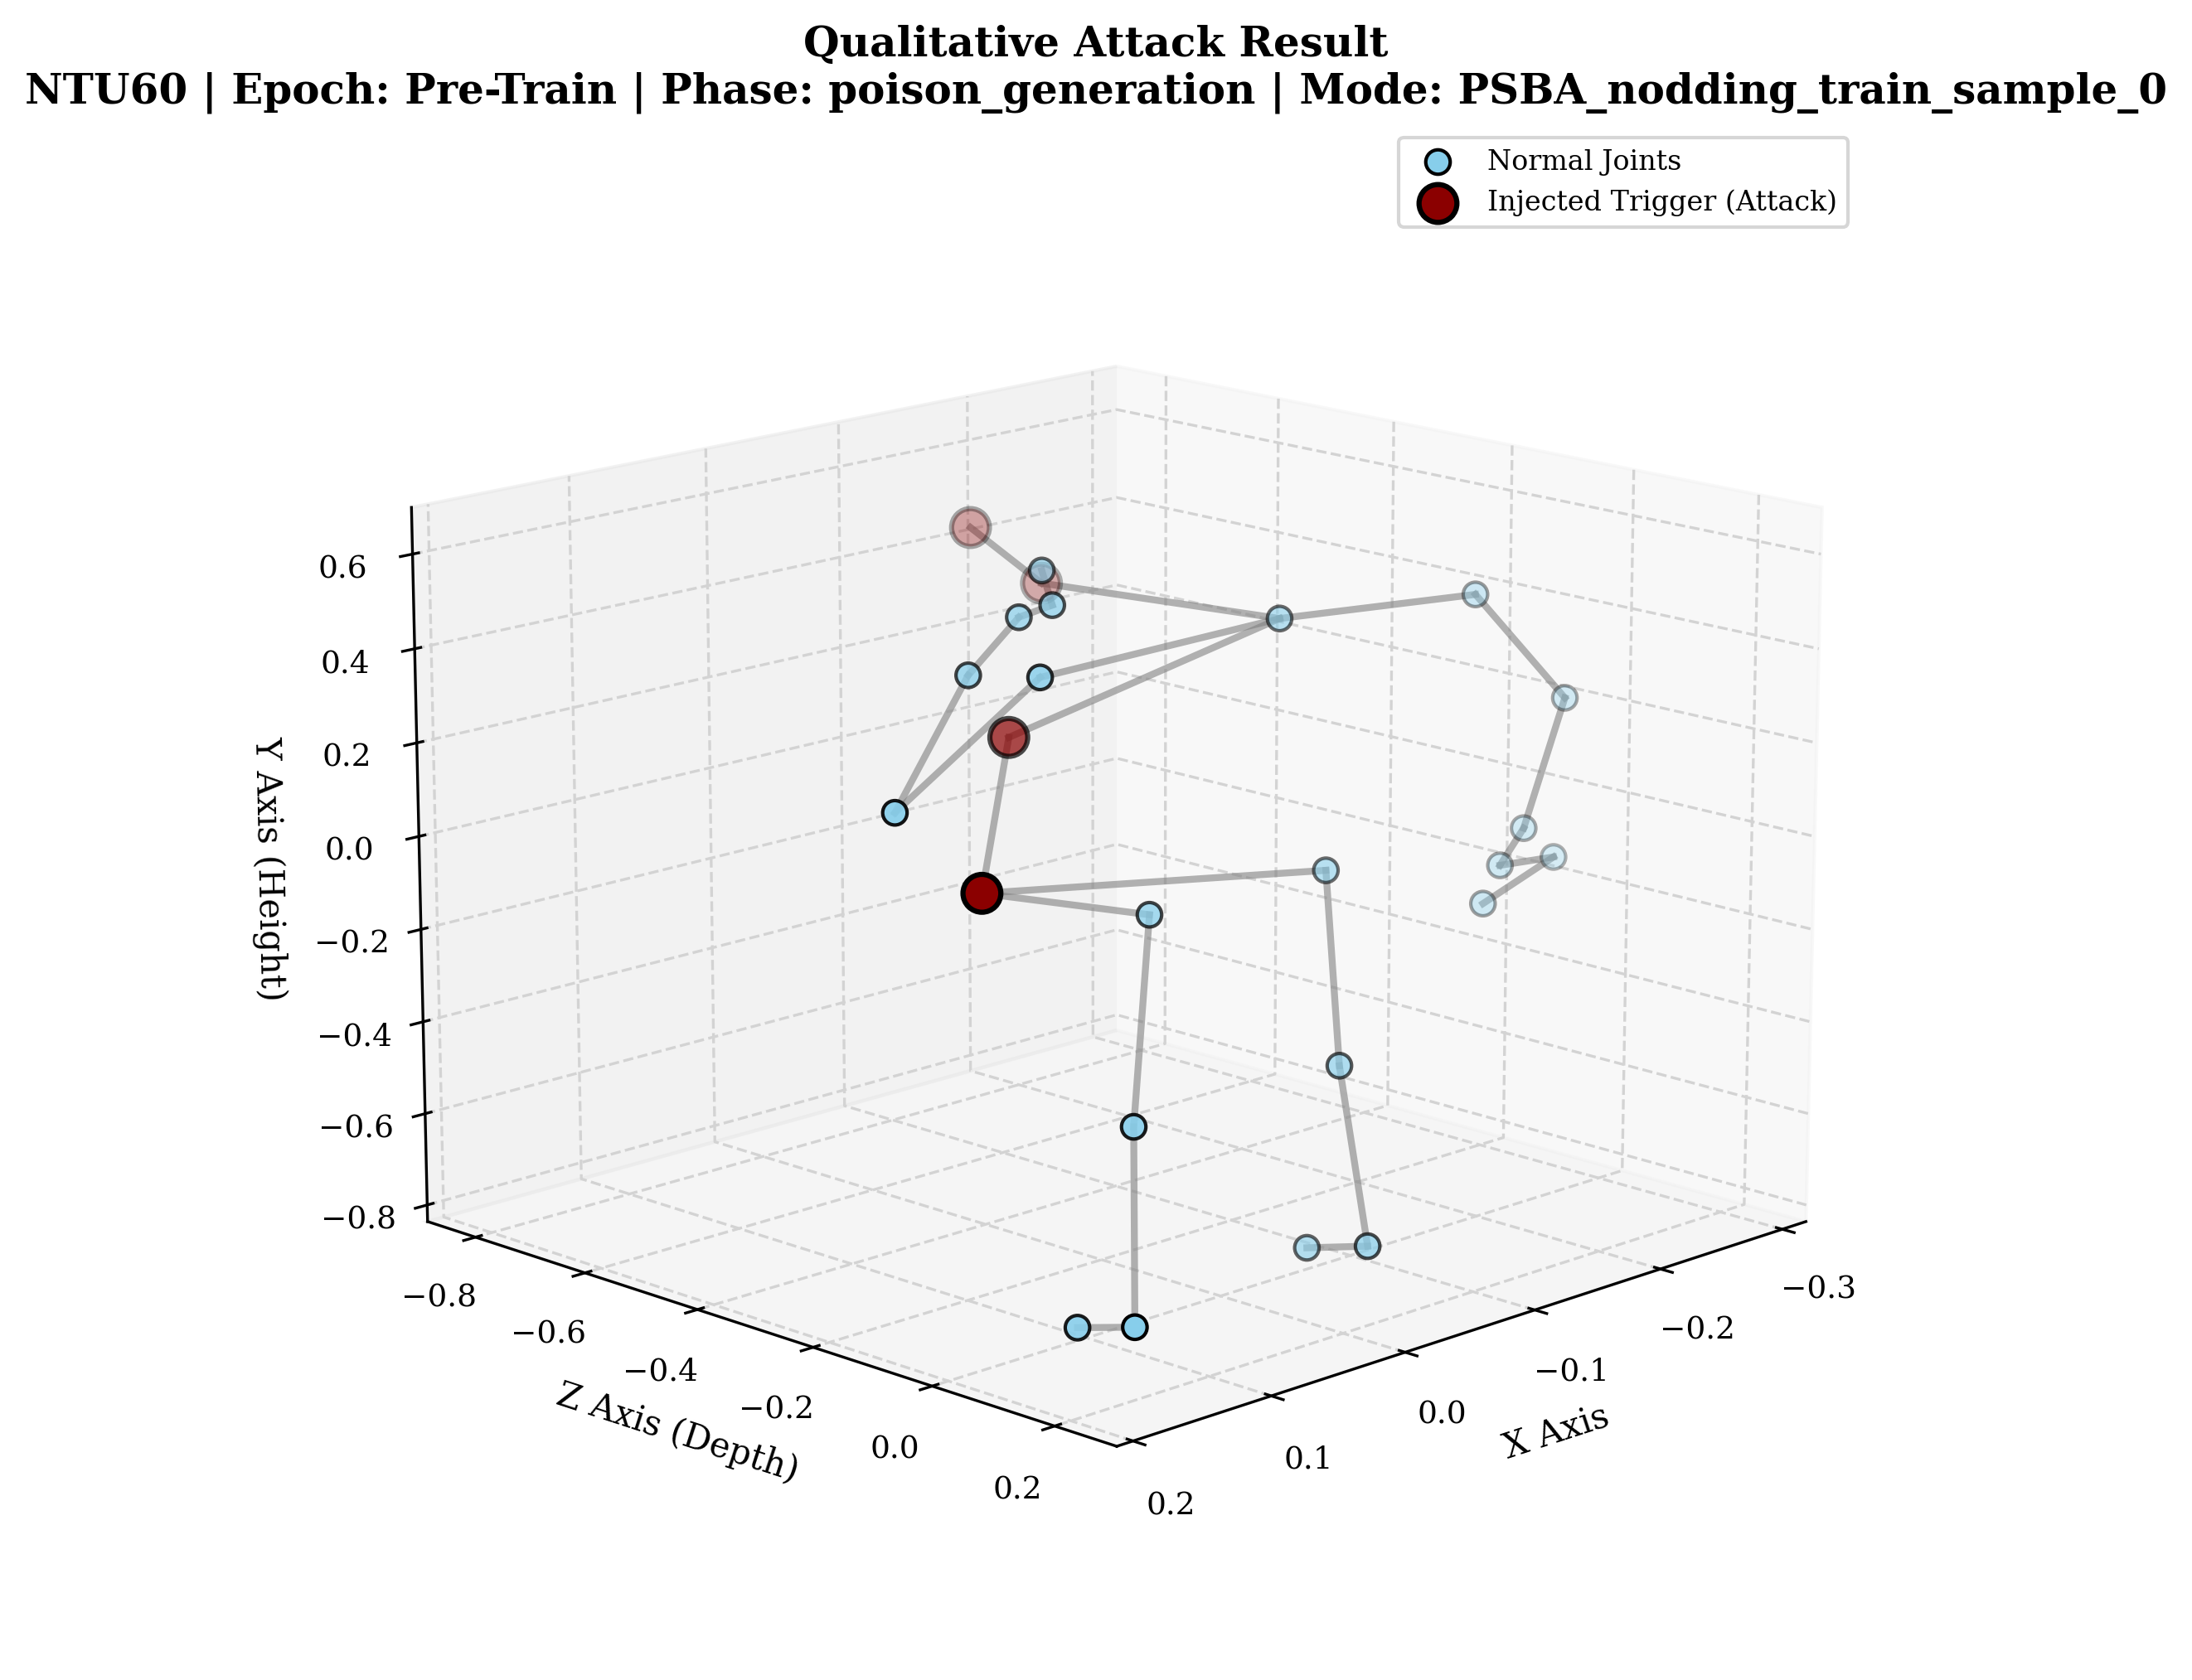 Qualitative Attack Result
NTU60 | Epoch: Pre-Train | Phase: poison_generation | Mode: PSBA_nodding_train_sample_0
Normal Joints
Injected Trigger (Attack)
0.6
0.4
0.2
0.0
−0.2
−0.4
−0.6
−0.8
Y Axis (Height)
−0.8
−0.6
−0.4
−0.2
0.0
0.2
Z Axis (Depth)
0.2
0.1
0.0
−0.1
−0.2
−0.3
X Axis